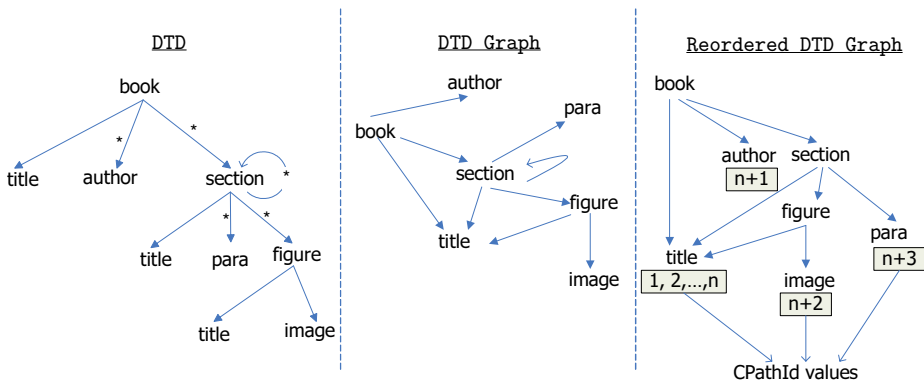 DTD
book
*
*
title
author
section
*
*
*
title
para
figure
title
image
DTD Graph
author
para
book
section
figure
title
image
Reordered DTD Graph
book
author
section
n+1
figure
para
title
n+3
1, 2,...,n
image
n+2
CPathId values